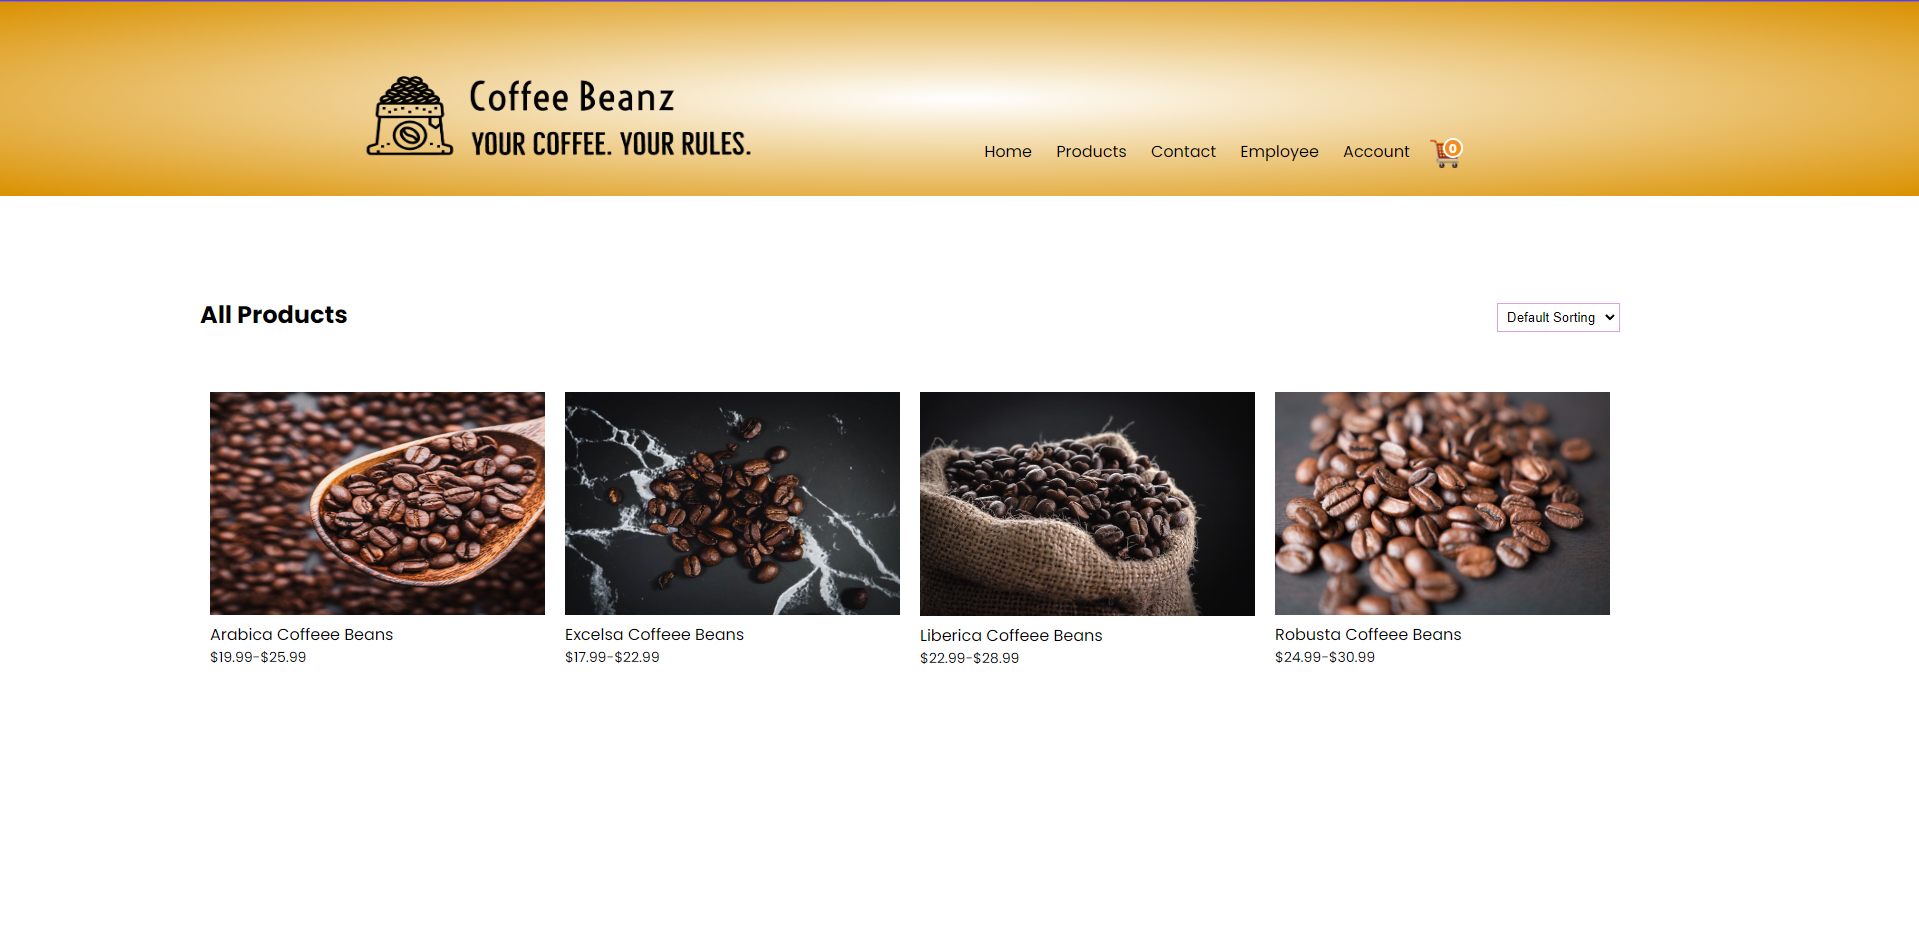 Coffee Beanz
YOUR COFFEE. YOUR RULES.
Home Products Contact Employee Account 0
All Products
Default Sorting
Arabica Coffeee Beans
$19.99-$25.99
Excelsa Coffeee Beans
$17.99-$22.99
Liberica Coffeee Beans
$22.99-$28.99
Robusta Coffeee Beans
$24.99-$30.99